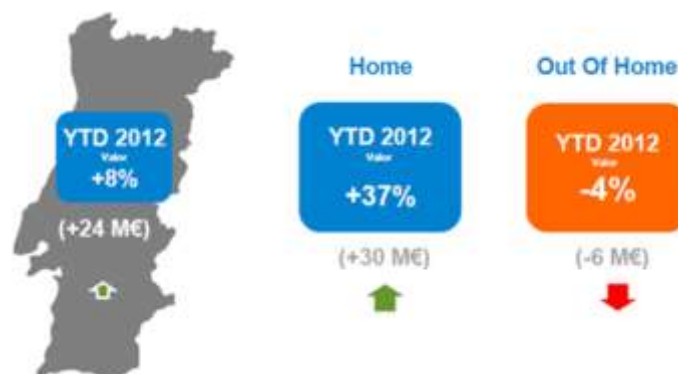 YTD 2012
Valor
+8%
(+24 M€)
Home
YTD 2012
Valor
+37%
(+30 M€)
Out Of Home
YTD 2012
Valor
-4%
(-6 M€)